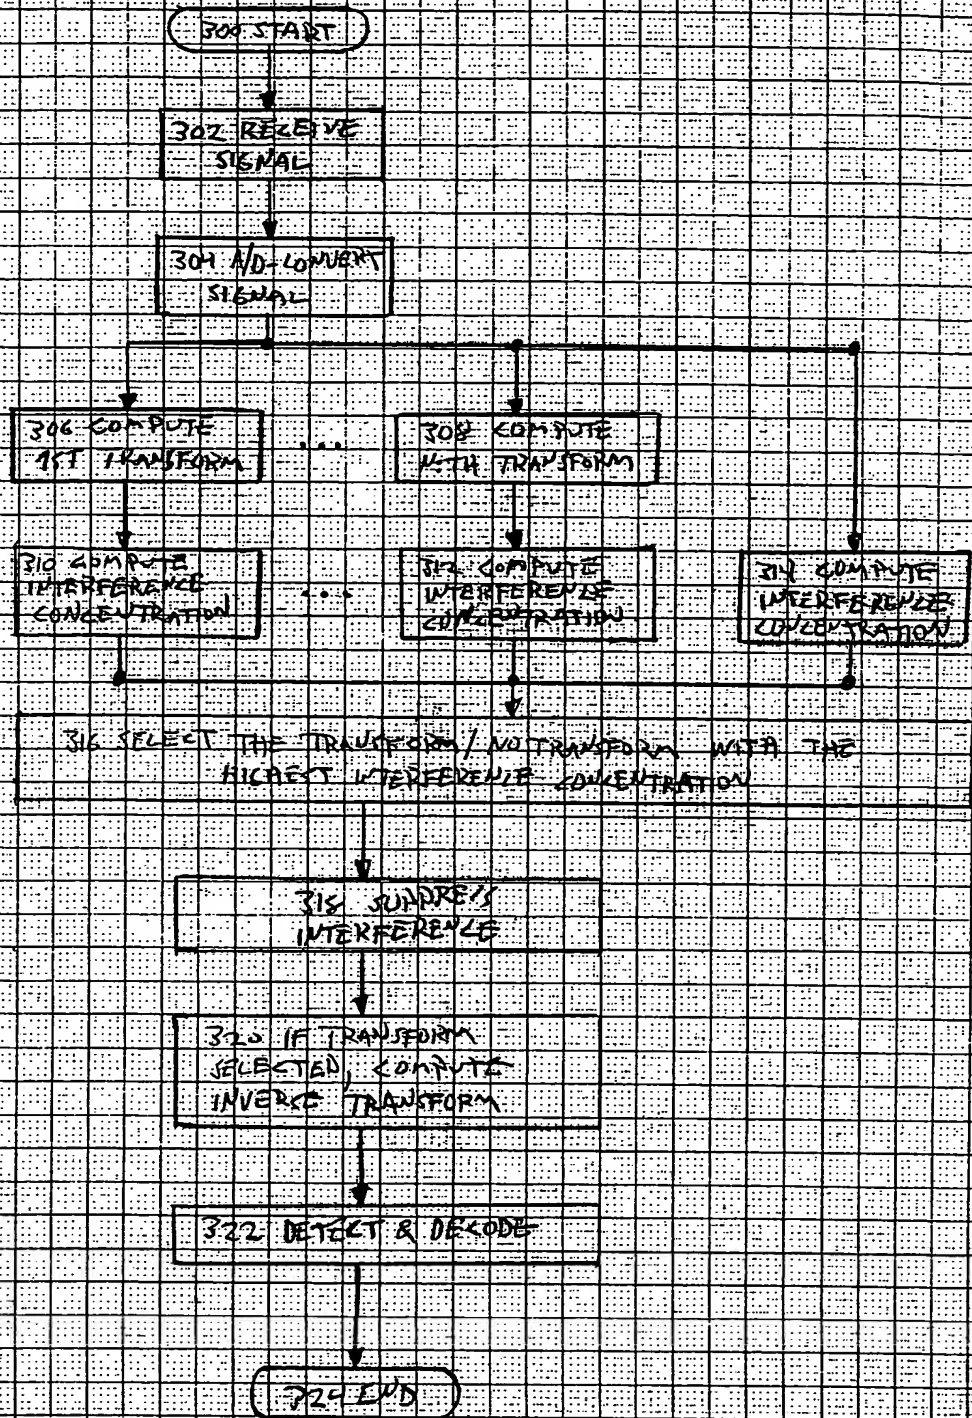 300 START
302 RECEIVE
SIGNAL
304 A/D-CONVERT
SIGNAL
306 COMPUTE
1ST TRANSFORM
...
308 COMPUTE
N:TH TRANSFORM
310 COMPUTE
INTERFERENCE
CONCENTRATION
...
312 COMPUTE
INTERFERENCE
CONCENTRATION
314 COMPUTE
INTERFERENCE
CONCENTRATION
316 SELECT THE TRANSFORM/NO TRANSFORM WITH THE
HIGHEST INTERFERENCE CONCENTRATION
318 SUPPRESS
INTERFERENCE
320 IF TRANSFORM
SELECTED, COMPUTE
INVERSE TRANSFORM
322 DETECT & DECODE
324 END